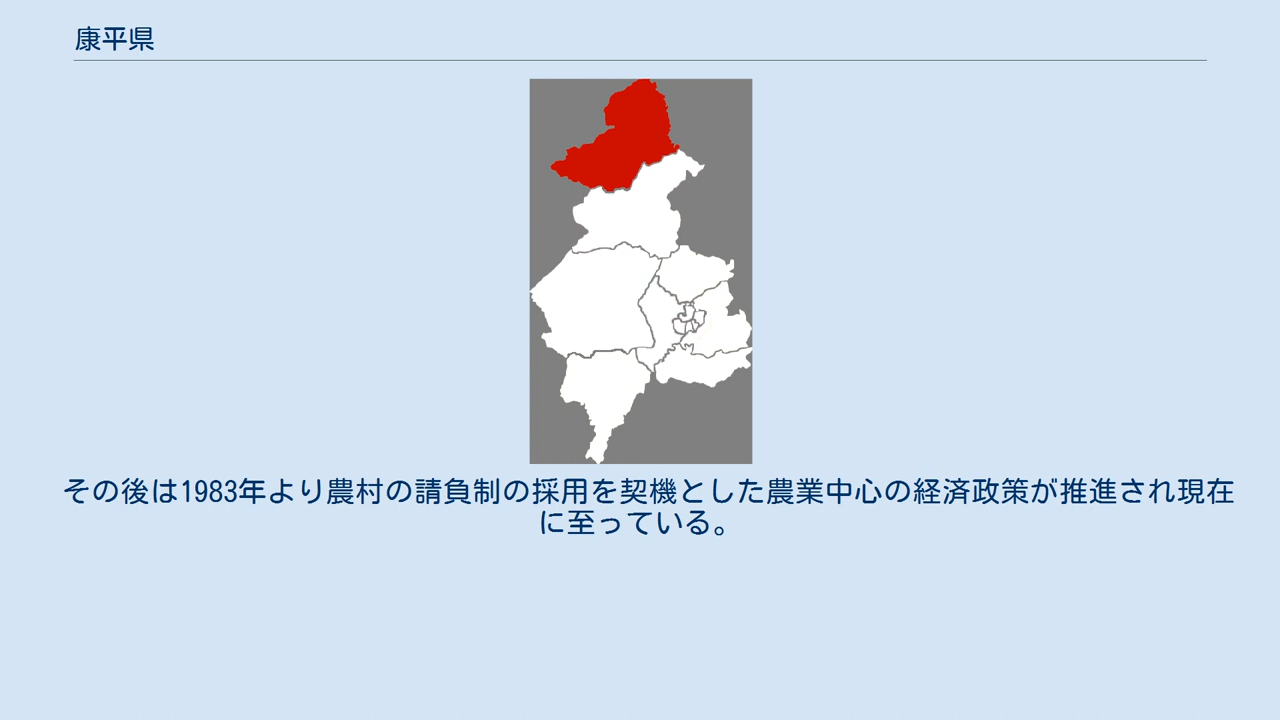 康平県
その後は1983年より農村の請負制の採用を契機とした農業中心の経済政策が推進され現在
に至っている。